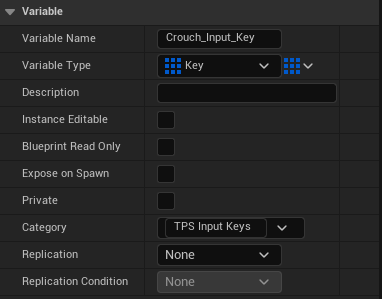 Variable
Variable Name Crouch_Input_Key
Variable Type Key
Description
Instance Editable
Blueprint Read Only
Expose on Spawn
Private
Category TPS Input Keys
Replication None
Replication Condition None